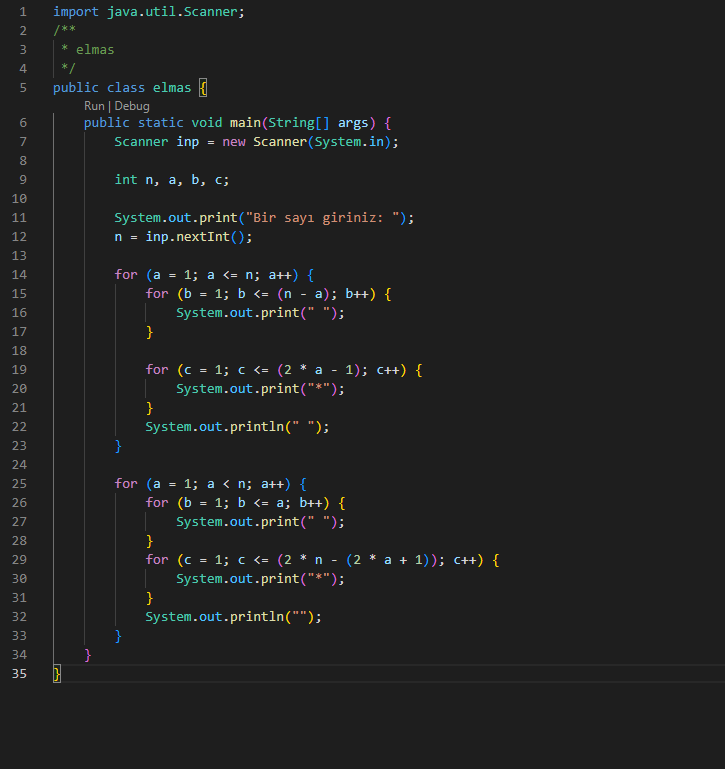 1 import java.util.Scanner;
2 /**
3  * elmas
4  */
5 public class elmas {
Run | Debug
6     public static void main(String[] args) {
7         Scanner inp = new Scanner(System.in);
8
9         int n, a, b, c;
10
11         System.out.print("Bir sayı giriniz: ");
12         n = inp.nextInt();
13
14         for (a = 1; a <= n; a++) {
15             for (b = 1; b <= (n - a); b++) {
16                 System.out.print(" ");
17             }
18
19             for (c = 1; c <= (2 * a - 1); c++) {
20                 System.out.print("*");
21             }
22             System.out.println(" ");
23         }
24
25         for (a = 1; a < n; a++) {
26             for (b = 1; b <= a; b++) {
27                 System.out.print(" ");
28             }
29             for (c = 1; c <= (2 * n - (2 * a + 1)); c++) {
30                 System.out.print("*");
31             }
32             System.out.println("");
33         }
34     }
35 }